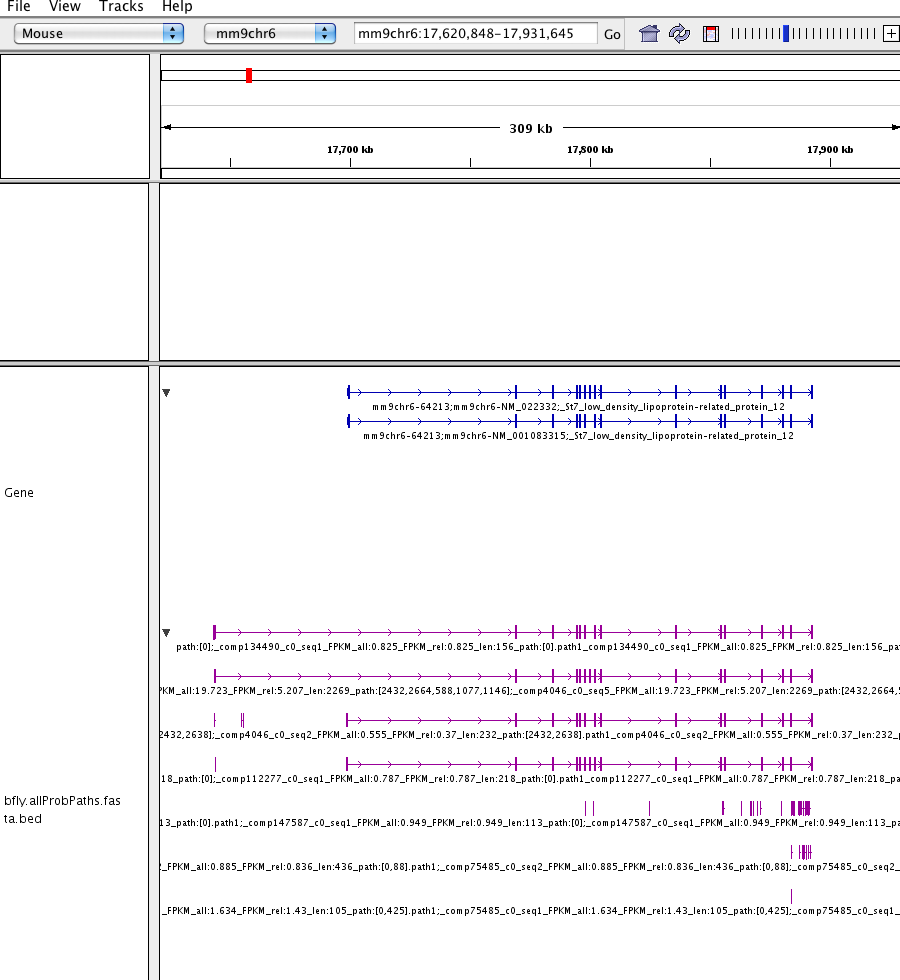 File View Tracks Help
Mouse mm9chr6 mm9chr6:17,620,848-17,931,645 Go
309 kb
17,700 kb 17,800 kb 17,900 kb
mm9chr6-64213;mm9chr6-NM_022332;_St7_low_density_lipoprotein-related_protein_12
mm9chr6-64213;mm9chr6-NM_001083315;_St7_low_density_lipoprotein-related_protein_12
Gene
path:[0];_comp134490_c0_seq1_FPKM_all:0.825_FPKM_rel:0.825_len:156_path:[0].path1_comp134490_c0_seq1_FPKM_all:0.825_FPKM_rel:0.825_len:156_pa
PKM_all:19.723_FPKM_rel:5.207_len:2269_path:[2432,2664,588,1077,1146];_comp4046_c0_seq5_FPKM_all:19.723_FPKM_rel:5.207_len:2269_path:[2432,2664,5
2432,2638];_comp4046_c0_seq2_FPKM_all:0.555_FPKM_rel:0.37_len:232_path:[2432,2638].path1_comp4046_c0_seq2_FPKM_all:0.555_FPKM_rel:0.37_len:232_p
18_path:[0];_comp112277_c0_seq1_FPKM_all:0.787_FPKM_rel:0.787_len:218_path:[0].path1_comp112277_c0_seq1_FPKM_all:0.787_FPKM_rel:0.787_len:218_pa
bfly.allProbPaths.fas
ta.bed
13_path:[0].path1;_comp147587_c0_seq1_FPKM_all:0.949_FPKM_rel:0.949_len:113_path:[0];_comp147587_c0_seq1_FPKM_all:0.949_FPKM_rel:0.949_len:113_pa
2_FPKM_all:0.885_FPKM_rel:0.836_len:436_path:[0,88].path1;_comp75485_c0_seq2_FPKM_all:0.885_FPKM_rel:0.836_len:436_path:[0,88];_comp75485_c0_seq2_
_FPKM_all:1.634_FPKM_rel:1.43_len:105_path:[0,425].path1;_comp75485_c0_seq1_FPKM_all:1.634_FPKM_rel:1.43_len:105_path:[0,425];_comp75485_c0_seq1_